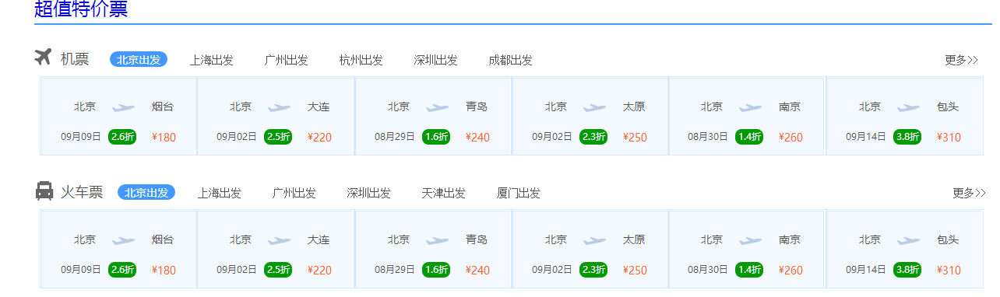 超值特价票
机票 北京出发 上海出发 广州出发 杭州出发 深圳出发 成都出发 更多>>
北京 烟台 北京 大连 北京 青岛 北京 太原 北京 南京 北京 包头
09月09日 2.6折 ¥180 09月02日 2.5折 ¥220 08月29日 1.6折 ¥240 09月02日 2.3折 ¥250 08月30日 1.4折 ¥260 09月14日 3.8折 ¥310
火车票 北京出发 上海出发 广州出发 深圳出发 天津出发 厦门出发 更多>>
北京 烟台 北京 大连 北京 青岛 北京 太原 北京 南京 北京 包头
09月09日 2.6折 ¥180 09月02日 2.5折 ¥220 08月29日 1.6折 ¥240 09月02日 2.3折 ¥250 08月30日 1.4折 ¥260 09月14日 3.8折 ¥310